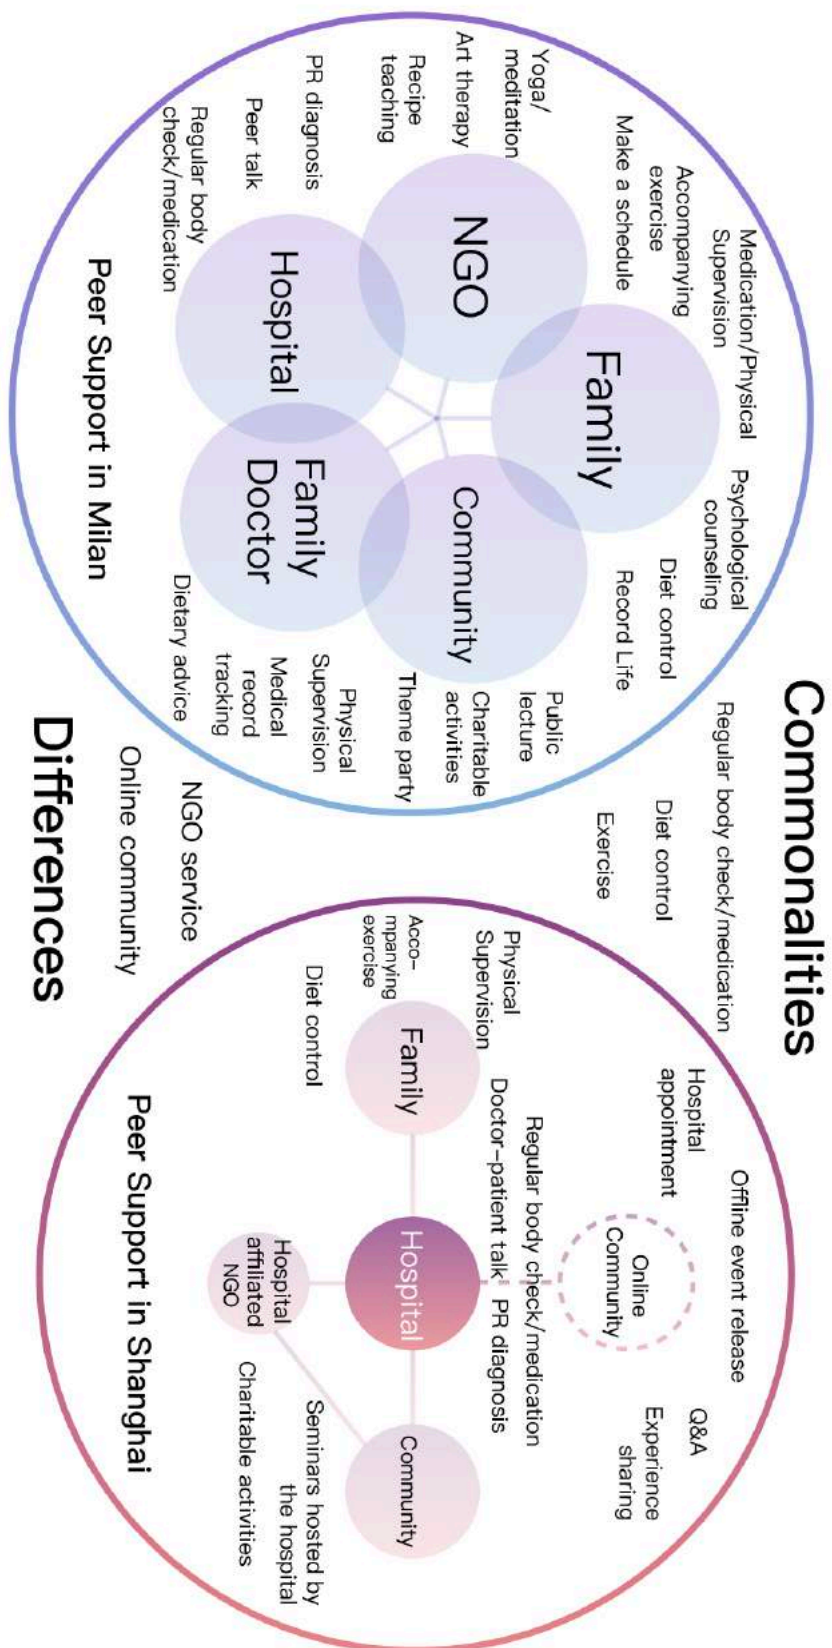 Commonalities
Regular body check/medication
Diet control
Exercise
Medication/Physical
Supervision
Accompanying
exercise
Make a schedule
Psychological
counseling
Diet control
Record Life
Family
Yoga/
meditation
Art therapy
Recipe
teaching
NGO
Community
Public
lecture
Charitable
activities
Theme party
PR diagnosis
Peer talk
Regular body
check/medication
Hospital
Family
Doctor
Physical
Supervision
Medical
record
tracking
Dietary advice
Peer Support in Milan
Offline event release
Hospital
appointment
Online
Community
Q&A
Experience
sharing
Regular body check/medication
Doctor-patient talk
PR diagnosis
Physical
Supervision
Acco-
mpanying
exercise
Diet control
Family
Hospital
Community
Hospital
affiliated
NGO
Seminars hosted by
the hospital
Charitable activities
Peer Support in Shanghai
NGO service
Online community
Differences